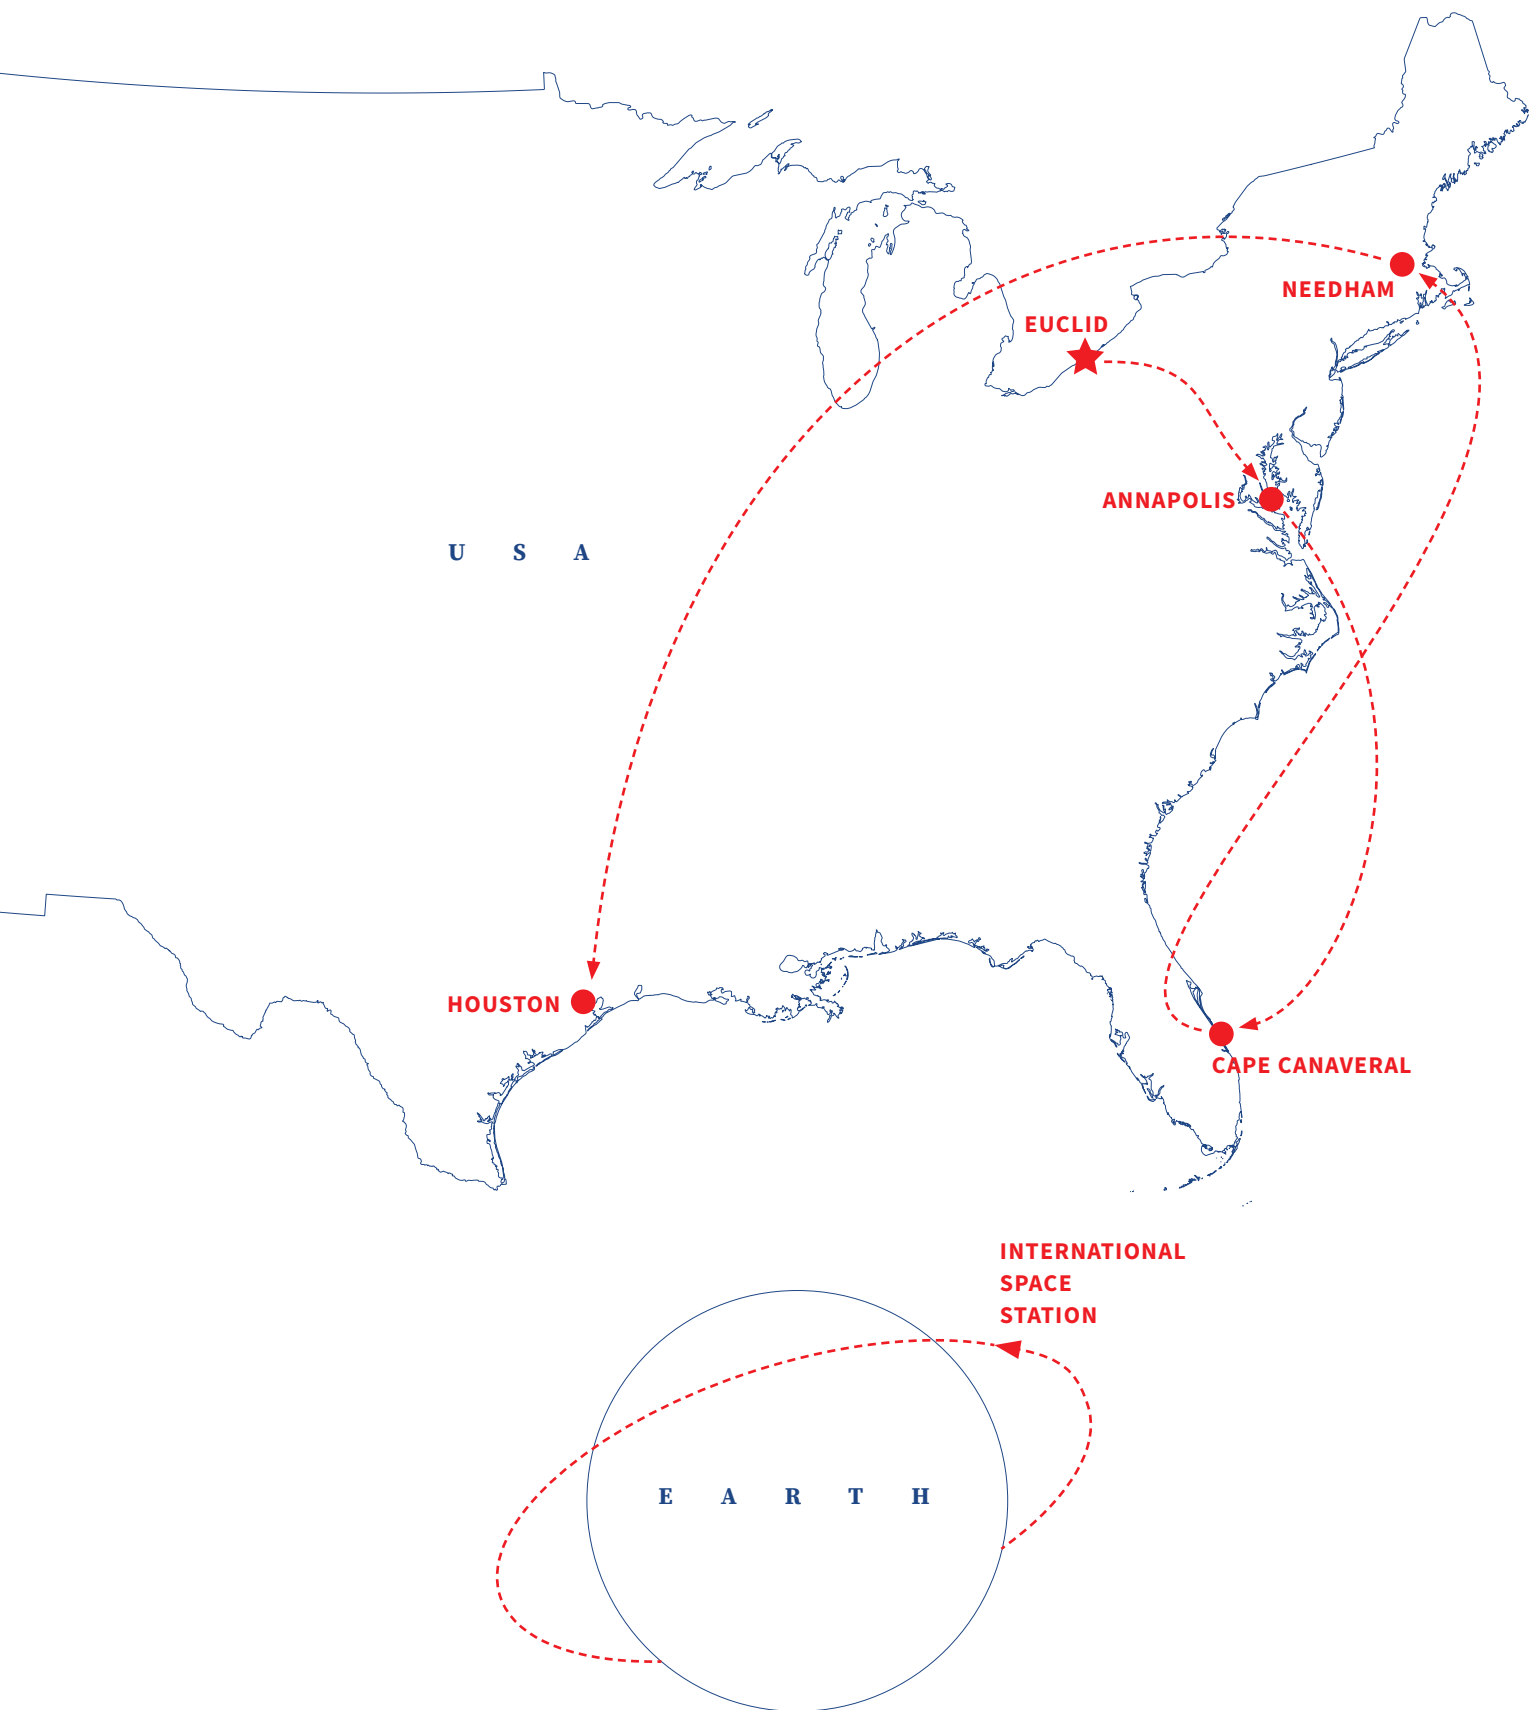 NEEDHAM
EUCLID
ANNAPOLIS
U S A
HOUSTON
CAPE CANAVERAL
INTERNATIONAL
SPACE
STATION
E A R T H